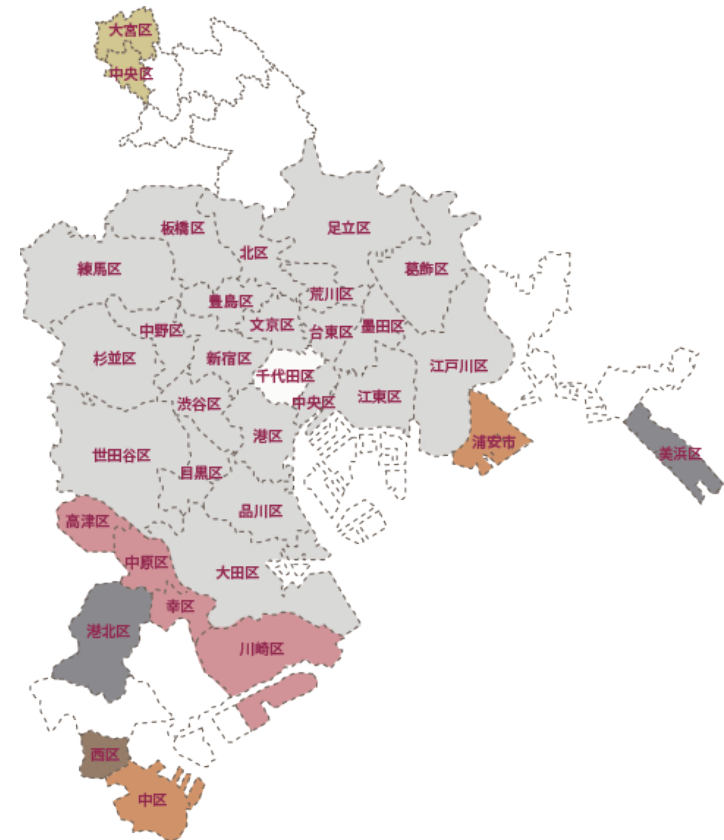 大宮区
中央区
板橋区
足立区
北区
練馬区
葛飾区
荒川区
豊島区
文京区
墨田区
中野区
台東区
杉並区
新宿区
江戸川区
千代田区
江東区
中央区
渋谷区
港区
浦安市
世田谷区
美浜区
目黒区
品川区
高津区
中原区
大田区
幸区
港北区
川崎区
西区
中区